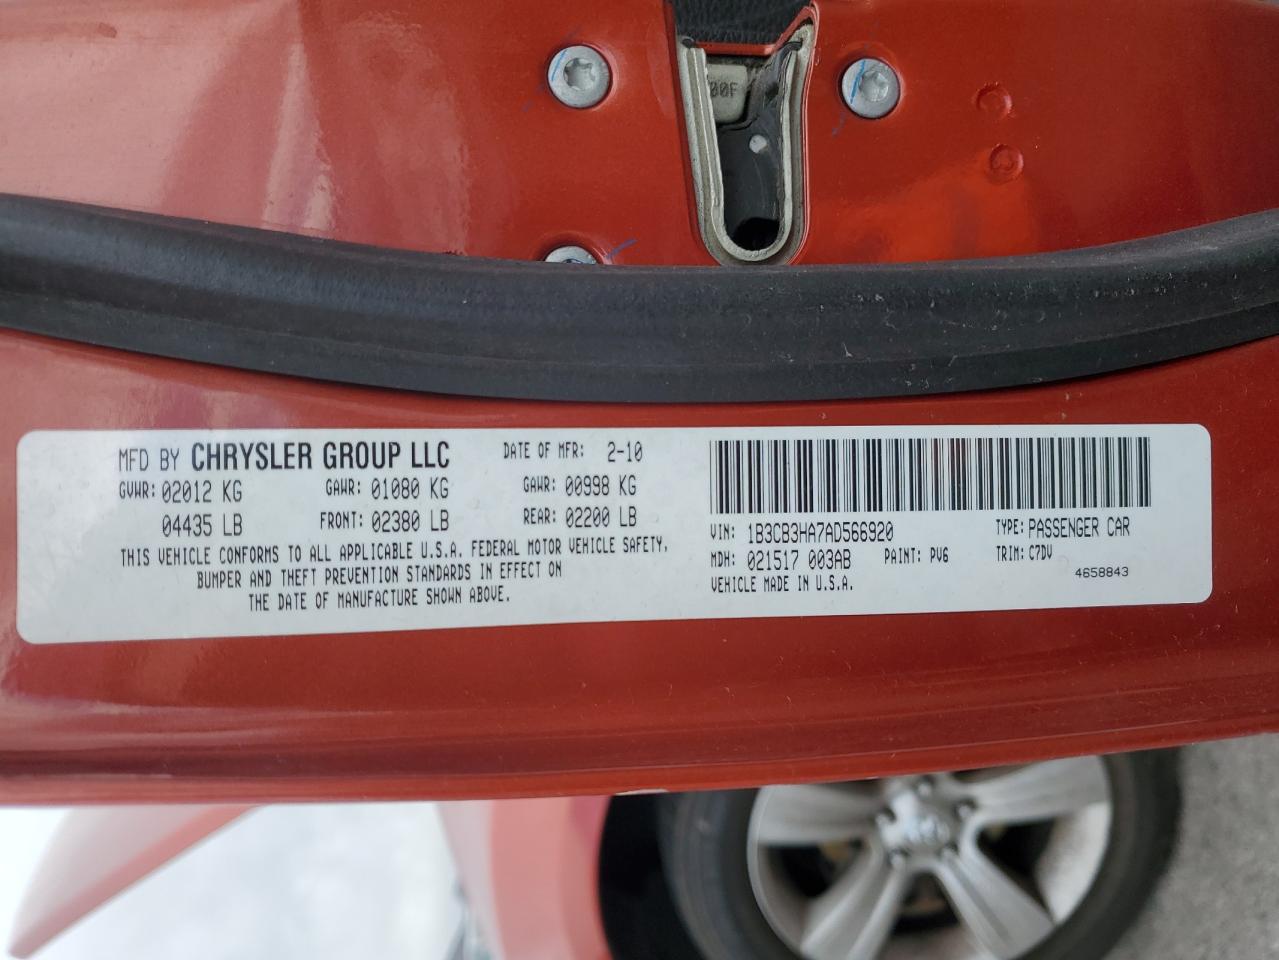 00F
MFD BY CHRYSLER GROUP LLC DATE OF MFR: 2-10
GVWR: 02012 KG GAWR: 01080 KG GAWR: 00998 KG
04435 LB FRONT: 02380 LB REAR: 02200 LB
THIS VEHICLE CONFORMS TO ALL APPLICABLE U.S.A. FEDERAL MOTOR VEHICLE SAFETY,
BUMPER AND THEFT PREVENTION STANDARDS IN EFFECT ON
THE DATE OF MANUFACTURE SHOWN ABOVE.
VIN: 1B3CB3HA7AD566920 TYPE: PASSENGER CAR
MDH: 021517 003AB PAINT: PV6 TRIM: C7DV
VEHICLE MADE IN U.S.A. 4658843